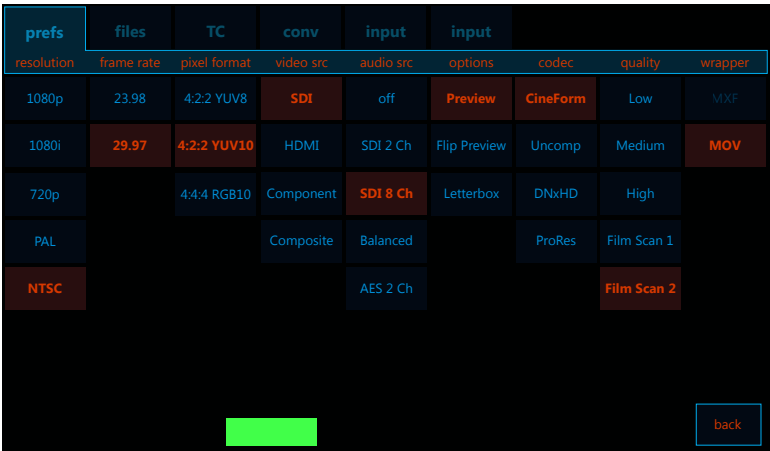 prefs files TC conv input input
resolution frame rate pixel format video src audio src options codec quality wrapper
1080p 23.98 4:2:2 YUV8 SDI off Preview CineForm Low MXF
1080i 29.97 4:2:2 YUV10 HDMI SDI 2 Ch Flip Preview Uncomp Medium MOV
720p 4:4:4 RGB10 Component SDI 8 Ch Letterbox DNxHD High
PAL Composite Balanced ProRes Film Scan 1
NTSC AES 2 Ch Film Scan 2
back